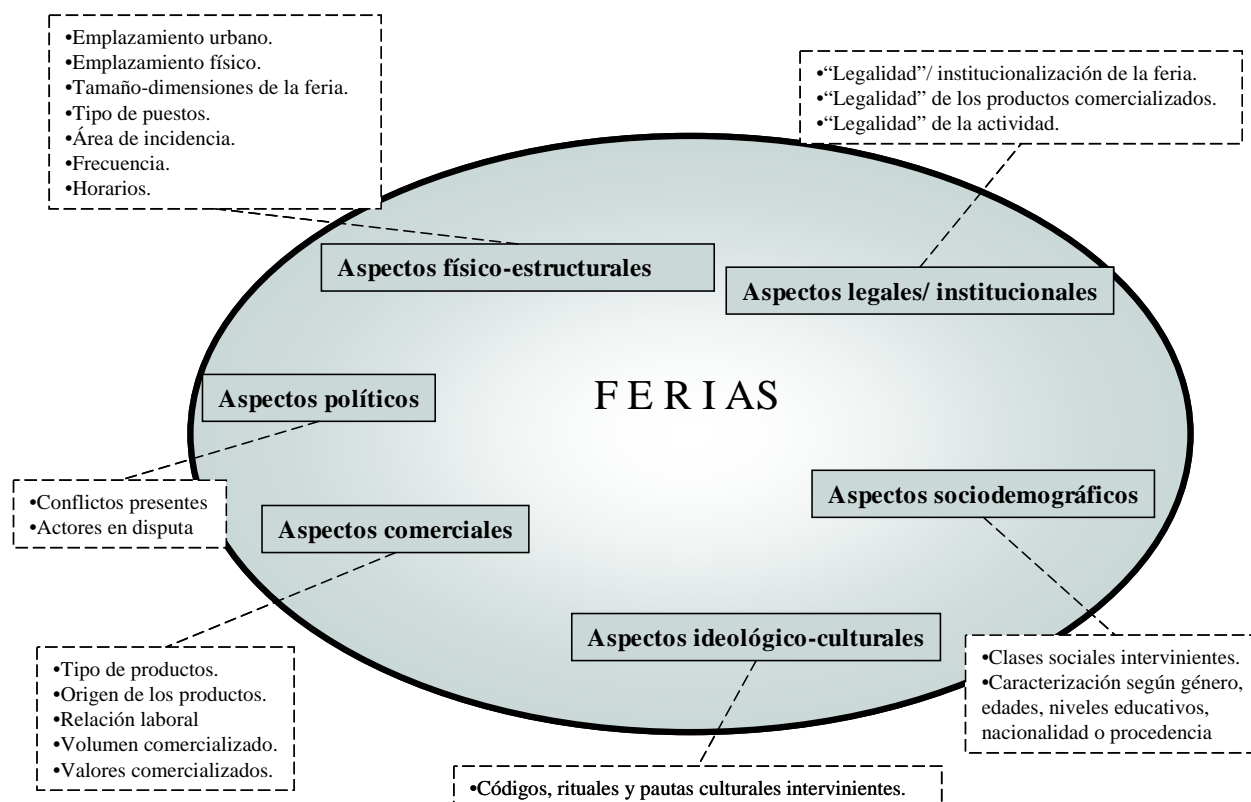 •Emplazamiento urbano.
•Emplazamiento físico.
•Tamaño-dimensiones de la feria.
•Tipo de puestos.
•Área de incidencia.
•Frecuencia.
•Horarios.
•“Legalidad”/ institucionalización de la feria.
•“Legalidad” de los productos comercializados.
•“Legalidad” de la actividad.
Aspectos físico-estructurales
Aspectos legales/ institucionales
FERIAS
Aspectos políticos
•Conflictos presentes
•Actores en disputa
Aspectos sociodemográficos
Aspectos comerciales
Aspectos ideológico-culturales
•Tipo de productos.
•Origen de los productos.
•Relación laboral
•Volumen comercializado.
•Valores comercializados.
•Clases sociales intervinientes.
•Caracterización según género,
edades, niveles educativos,
nacionalidad o procedencia
•Códigos, rituales y pautas culturales intervinientes.